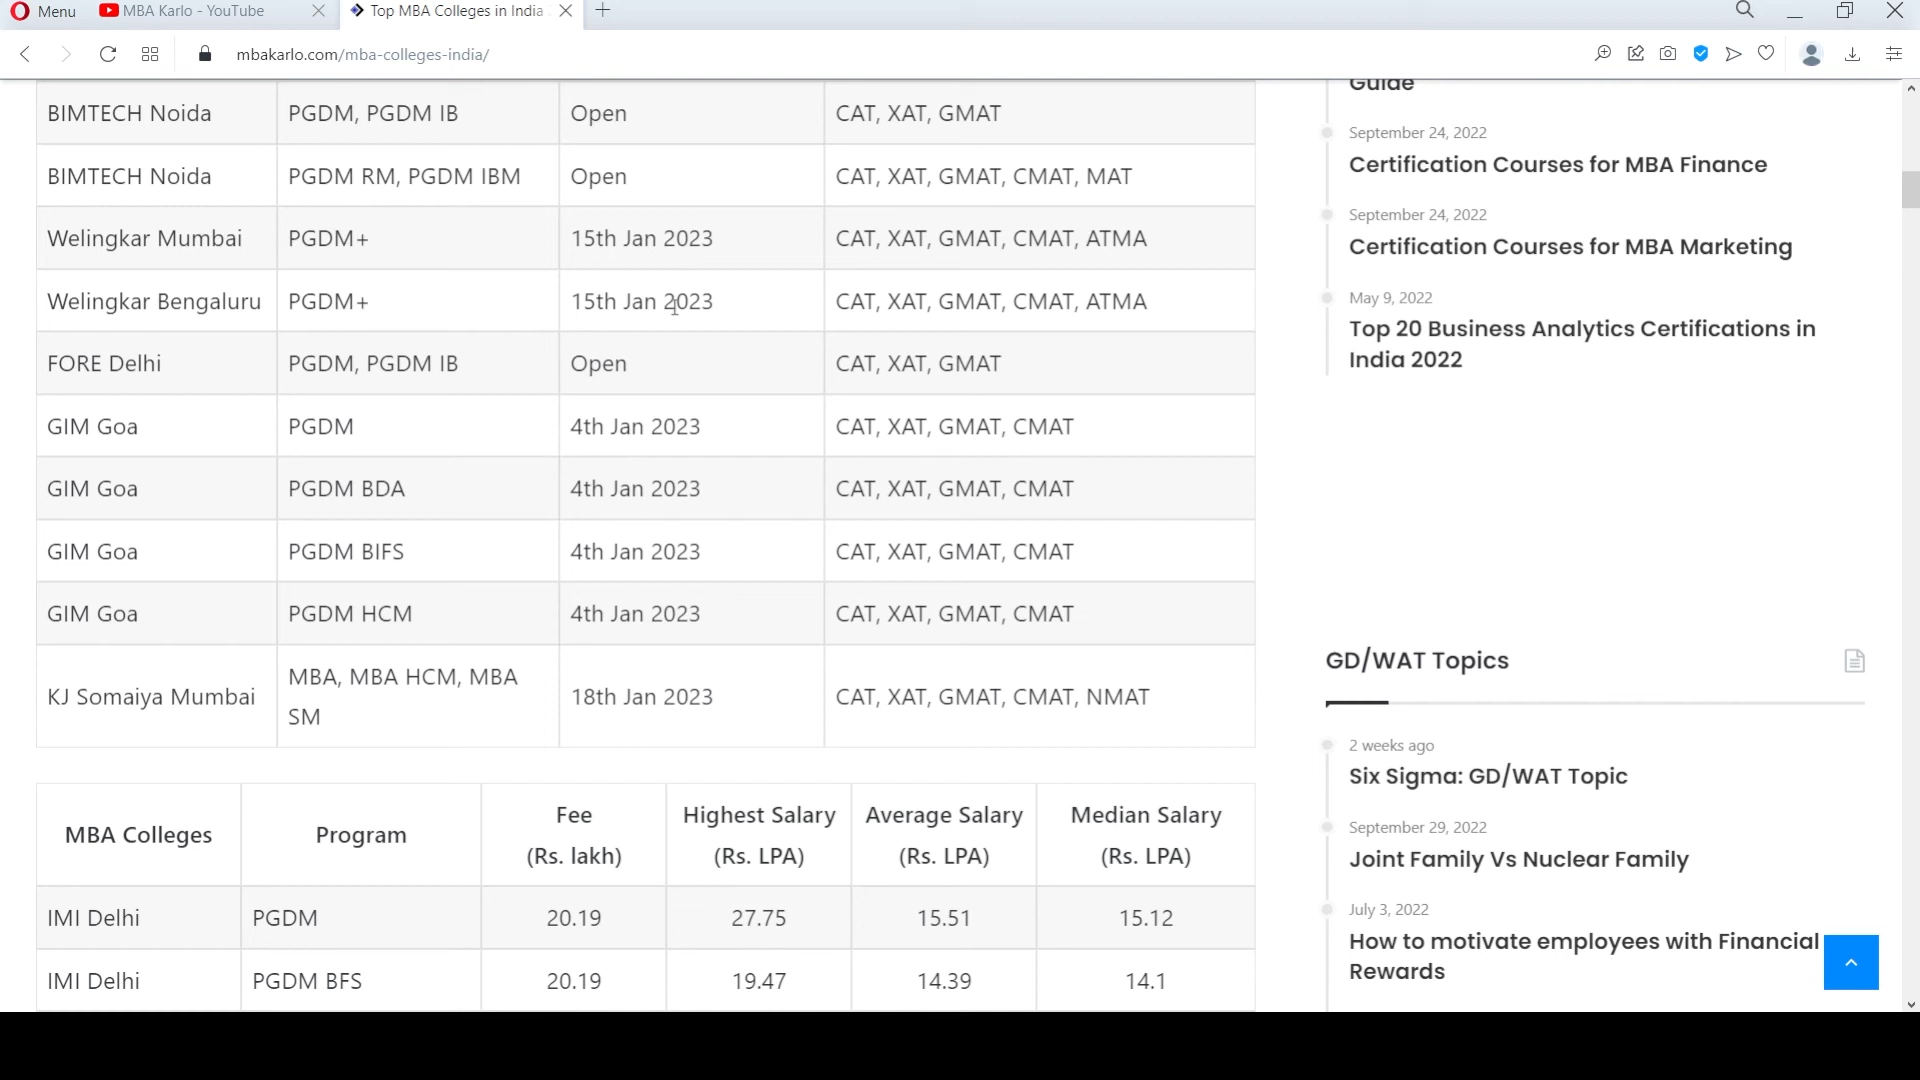 Menu
MBA Karlo - YouTube
Top MBA Colleges in India
mbakarlo.com/mba-colleges-india/
BIMTECH Noida PGDM, PGDM IB Open CAT, XAT, GMAT
BIMTECH Noida PGDM RM, PGDM IBM Open CAT, XAT, GMAT, CMAT, MAT
Welingkar Mumbai PGDM+ 15th Jan 2023 CAT, XAT, GMAT, CMAT, ATMA
Welingkar Bengaluru PGDM+ 15th Jan 2023 CAT, XAT, GMAT, CMAT, ATMA
FORE Delhi PGDM, PGDM IB Open CAT, XAT, GMAT
GIM Goa PGDM 4th Jan 2023 CAT, XAT, GMAT, CMAT
GIM Goa PGDM BDA 4th Jan 2023 CAT, XAT, GMAT, CMAT
GIM Goa PGDM BIFS 4th Jan 2023 CAT, XAT, GMAT, CMAT
GIM Goa PGDM HCM 4th Jan 2023 CAT, XAT, GMAT, CMAT
MBA, MBA HCM, MBA
KJ Somaiya Mumbai 18th Jan 2023 CAT, XAT, GMAT, CMAT, NMAT
SM
Fee Highest Salary Average Salary Median Salary
MBA Colleges Program
(Rs. lakh) (Rs. LPA) (Rs. LPA) (Rs. LPA)
IMI Delhi PGDM 20.19 27.75 15.51 15.12
IMI Delhi PGDM BFS 20.19 19.47 14.39 14.1
Guide
September 24, 2022
Certification Courses for MBA Finance
September 24, 2022
Certification Courses for MBA Marketing
May 9, 2022
Top 20 Business Analytics Certifications in
India 2022
GD/WAT Topics
2 weeks ago
Six Sigma: GD/WAT Topic
September 29, 2022
Joint Family Vs Nuclear Family
July 3, 2022
How to motivate employees with Financial
Rewards